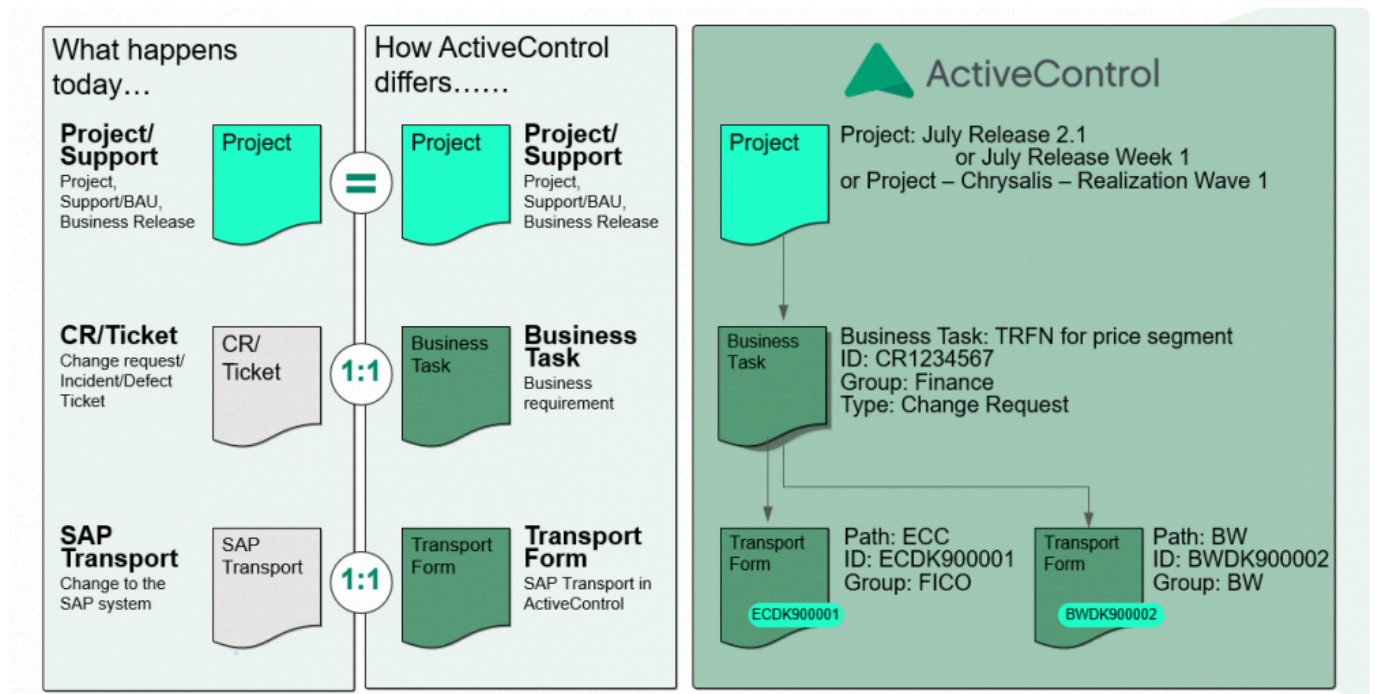 What happens
today…
Project/
Support
Project,
Support/BAU,
Business Release
Project
CR/Ticket
Change request/
Incident/Defect
Ticket
CR/
Ticket
SAP
Transport
Change to the
SAP system
SAP
Transport
=
1:1
1:1
How ActiveControl
differs……
Project
Project/
Support
Project,
Support/BAU,
Business Release
Business
Task
Business
Task
Business
requirement
Transport
Form
Transport
Form
SAP Transport in
ActiveControl
ActiveControl
Project
Project: July Release 2.1
or July Release Week 1
or Project – Chrysalis – Realization Wave 1
Business
Task
Business Task: TRFN for price segment
ID: CR1234567
Group: Finance
Type: Change Request
Transport
Form
ECDK900001
Path: ECC
ID: ECDK900001
Group: FICO
Transport
Form
BWDK900002
Path: BW
ID: BWDK900002
Group: BW